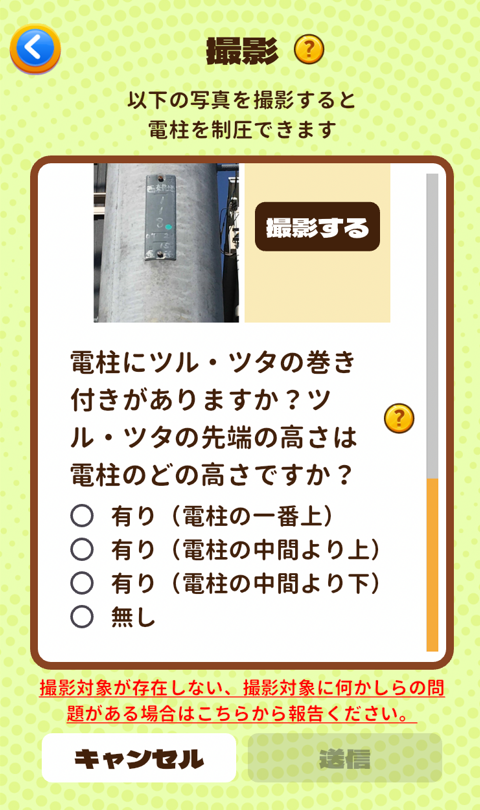 撮影
?
以下の写真を撮影すると
電柱を制圧できます
撮影する
電柱にツル・ツタの巻き
付きがありますか？ツ
ル・ツタの先端の高さは
電柱のどの高さですか？
?
有り（電柱の一番上）
有り（電柱の中間より上）
有り（電柱の中間より下）
無し
撮影対象が存在しない、撮影対象に何かしらの問
題がある場合はこちらから報告ください。
キャンセル
送信